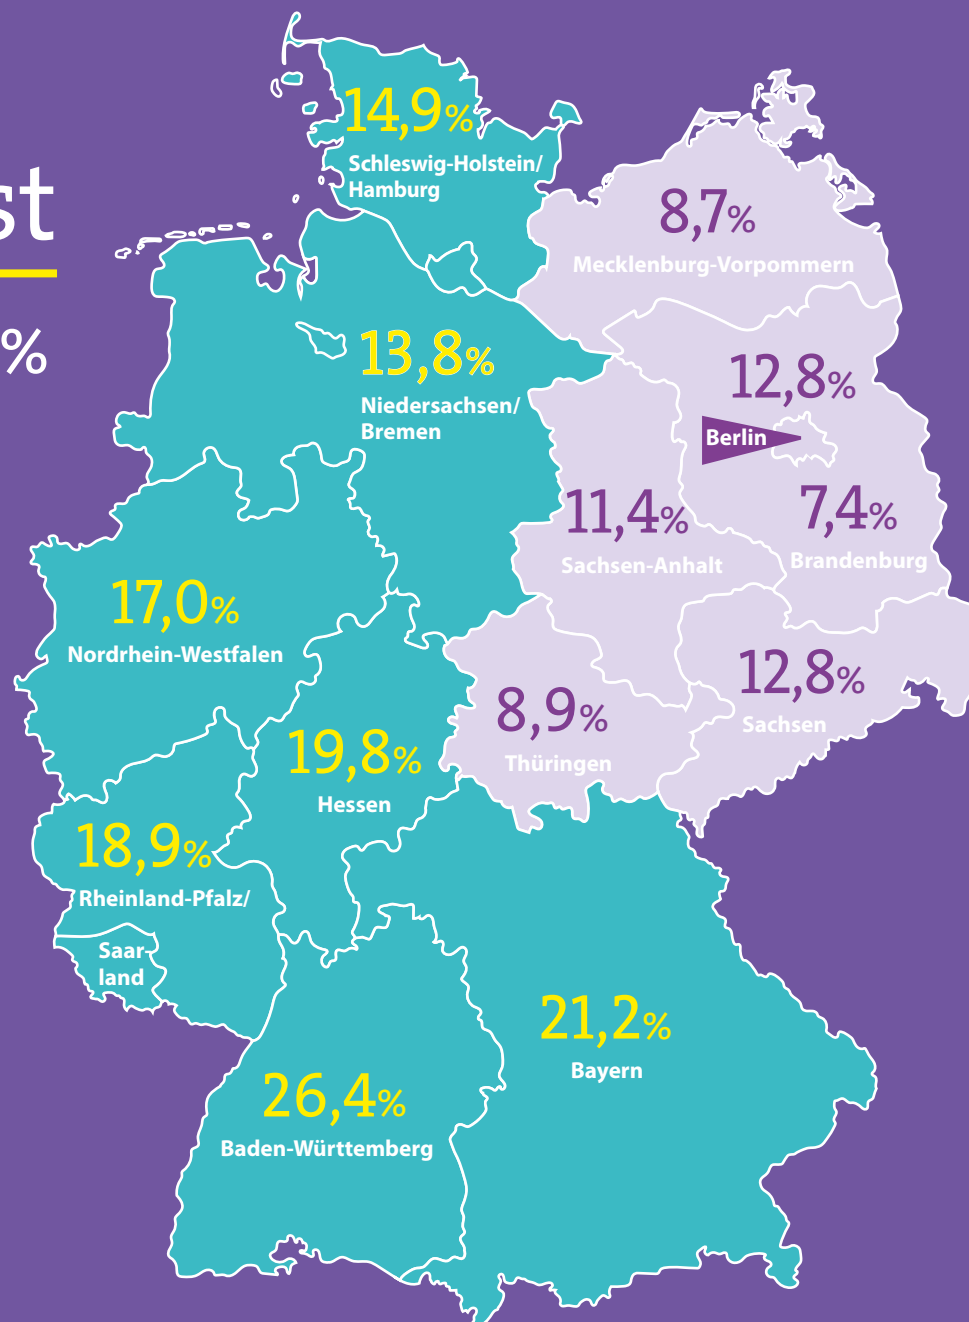 14,9%
Schleswig-Holstein/
Hamburg
st
8,7%
Mecklenburg-Vorpommern
%
13,8%
Niedersachsen/
Bremen
12,8%
Berlin
11,4%
Sachsen-Anhalt
7,4%
Brandenburg
17,0%
Nordrhein-Westfalen
12,8%
Sachsen
8,9%
Thüringen
19,8%
Hessen
18,9%
Rheinland-Pfalz/
Saar-
land
21,2%
Bayern
26,4%
Baden-Württemberg